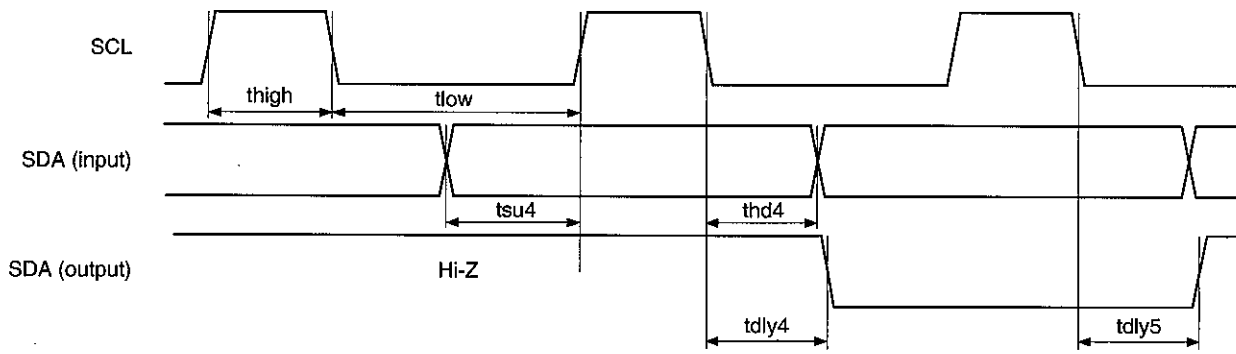 SCL
thigh
tlow
SDA (input)
tsu4
thd4
SDA (output)
Hi-Z
tdly4
tdly5